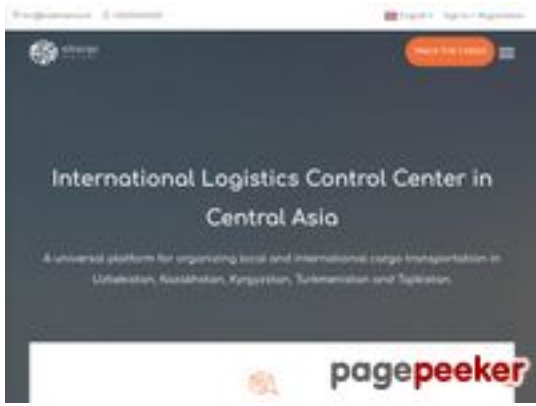 English
International Logistics Control Center in
Central Asia
A universal platform for organizing local and international cargo transportation in
Uzbekistan, Kazakhstan, Kyrgyzstan, Turkmenistan and Tajikistan.
pagepeeker